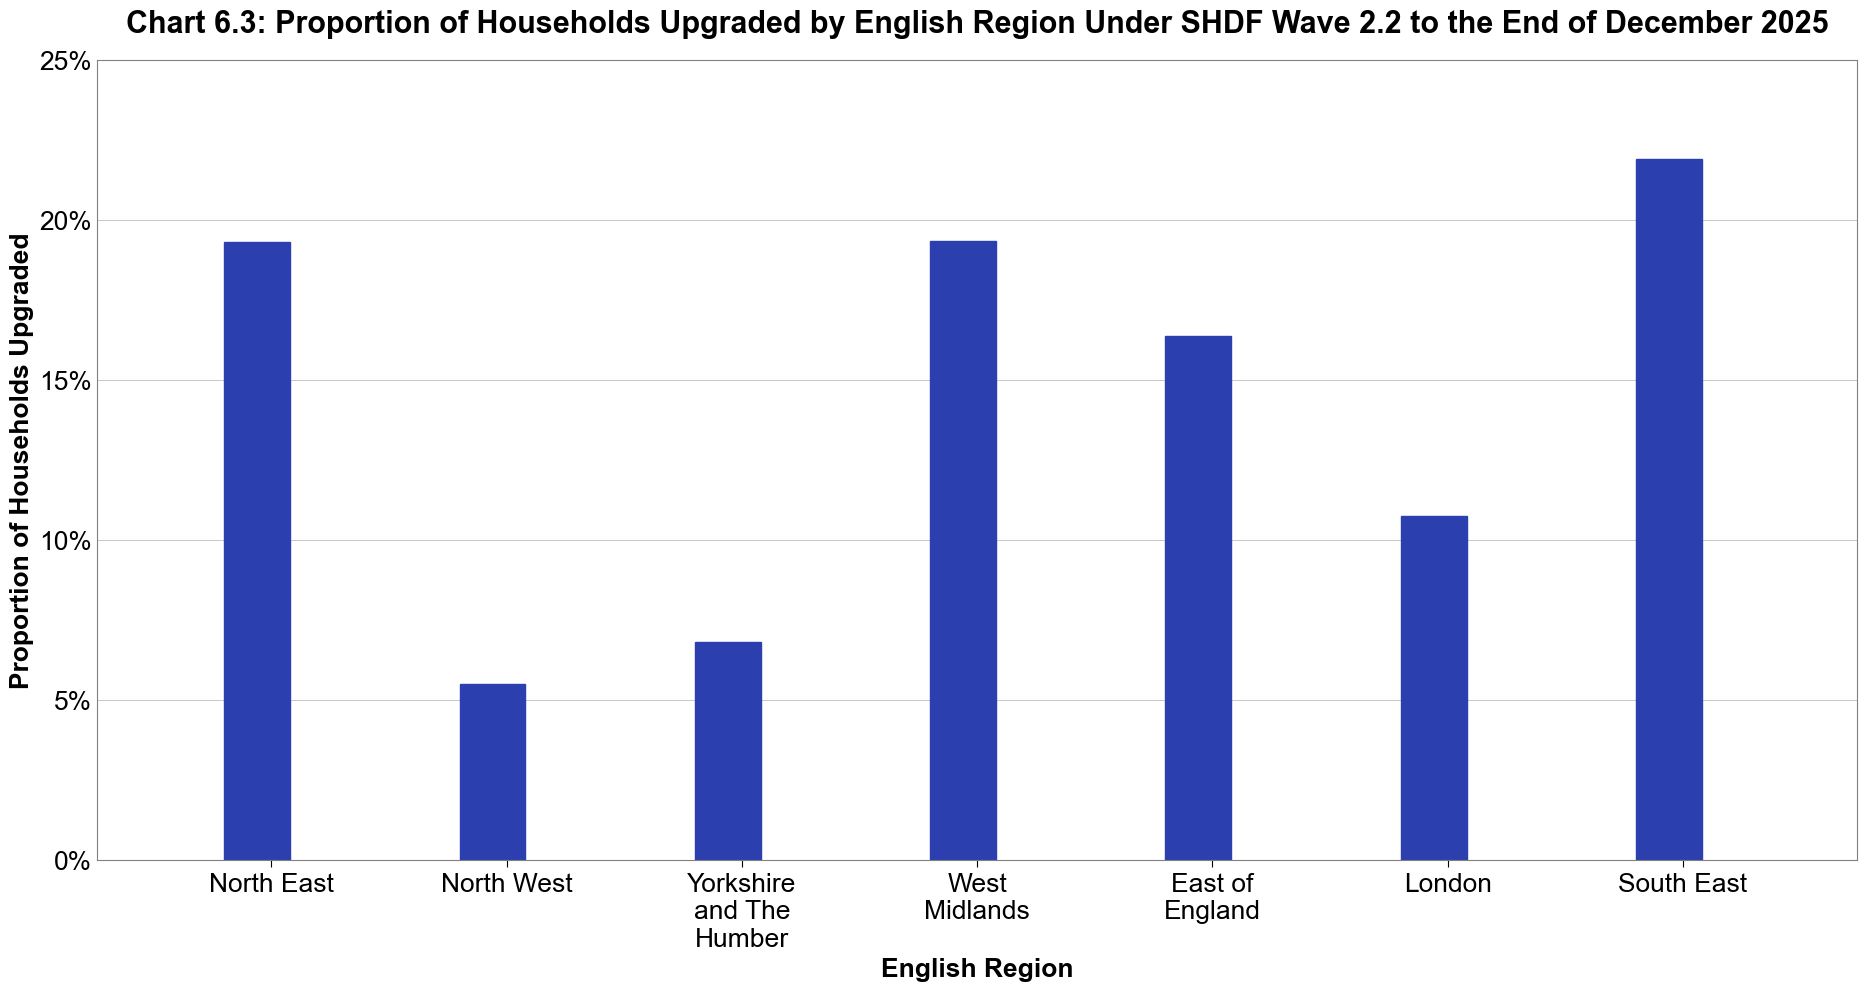 Chart 6.3: Proportion of Households Upgraded by English Region Under SHDF Wave 2.2 to the End of December 2025
Proportion of Households Upgraded
25%
20%
15%
10%
5%
0%
North East
North West
Yorkshire
and The
Humber
West
Midlands
East of
England
London
South East
English Region